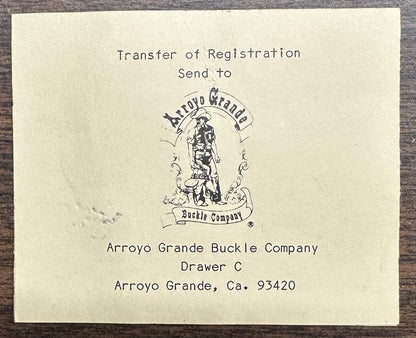 Transfer of Registration
Send to
Arroyo Grande
Buckle Company
®
Arroyo Grande Buckle Company
Drawer C
Arroyo Grande, Ca. 93420